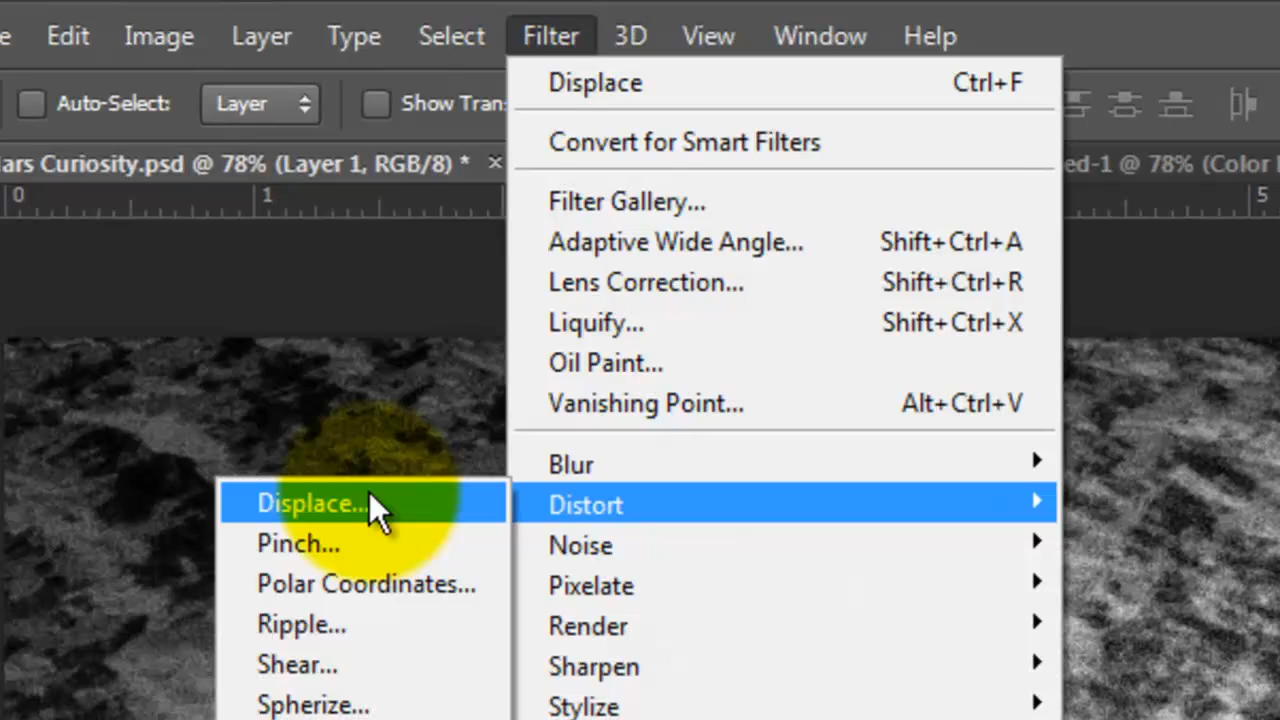 Edit Image Layer Type Select Filter 3D View Window Help
Auto-Select: Layer Show Tran
ars Curiosity.psd @ 78% (Layer 1, RGB/8) * × ed-1 @ 78% (Color
0 1 5
Displace Ctrl+F
Convert for Smart Filters
Filter Gallery...
Adaptive Wide Angle... Shift+Ctrl+A
Lens Correction... Shift+Ctrl+R
Liquify... Shift+Ctrl+X
Oil Paint...
Vanishing Point... Alt+Ctrl+V
Blur
Distort
Noise
Pixelate
Render
Sharpen
Stylize
Displace...
Pinch...
Polar Coordinates...
Ripple...
Shear...
Spherize...